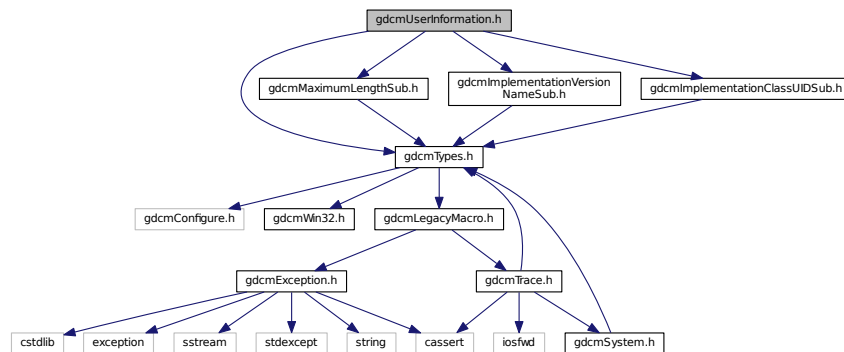 gdcmUserInformation.h
gdcmMaximumLengthSub.h
gdcmImplementationVersion
NameSub.h
gdcmImplementationClassUIDSub.h
gdcmTypes.h
gdcmConfigure.h
gdcmWin32.h
gdcmLegacyMacro.h
gdcmException.h
gdcmTrace.h
cstdlib
exception
sstream
stdexcept
string
cassert
iosfwd
gdcmSystem.h